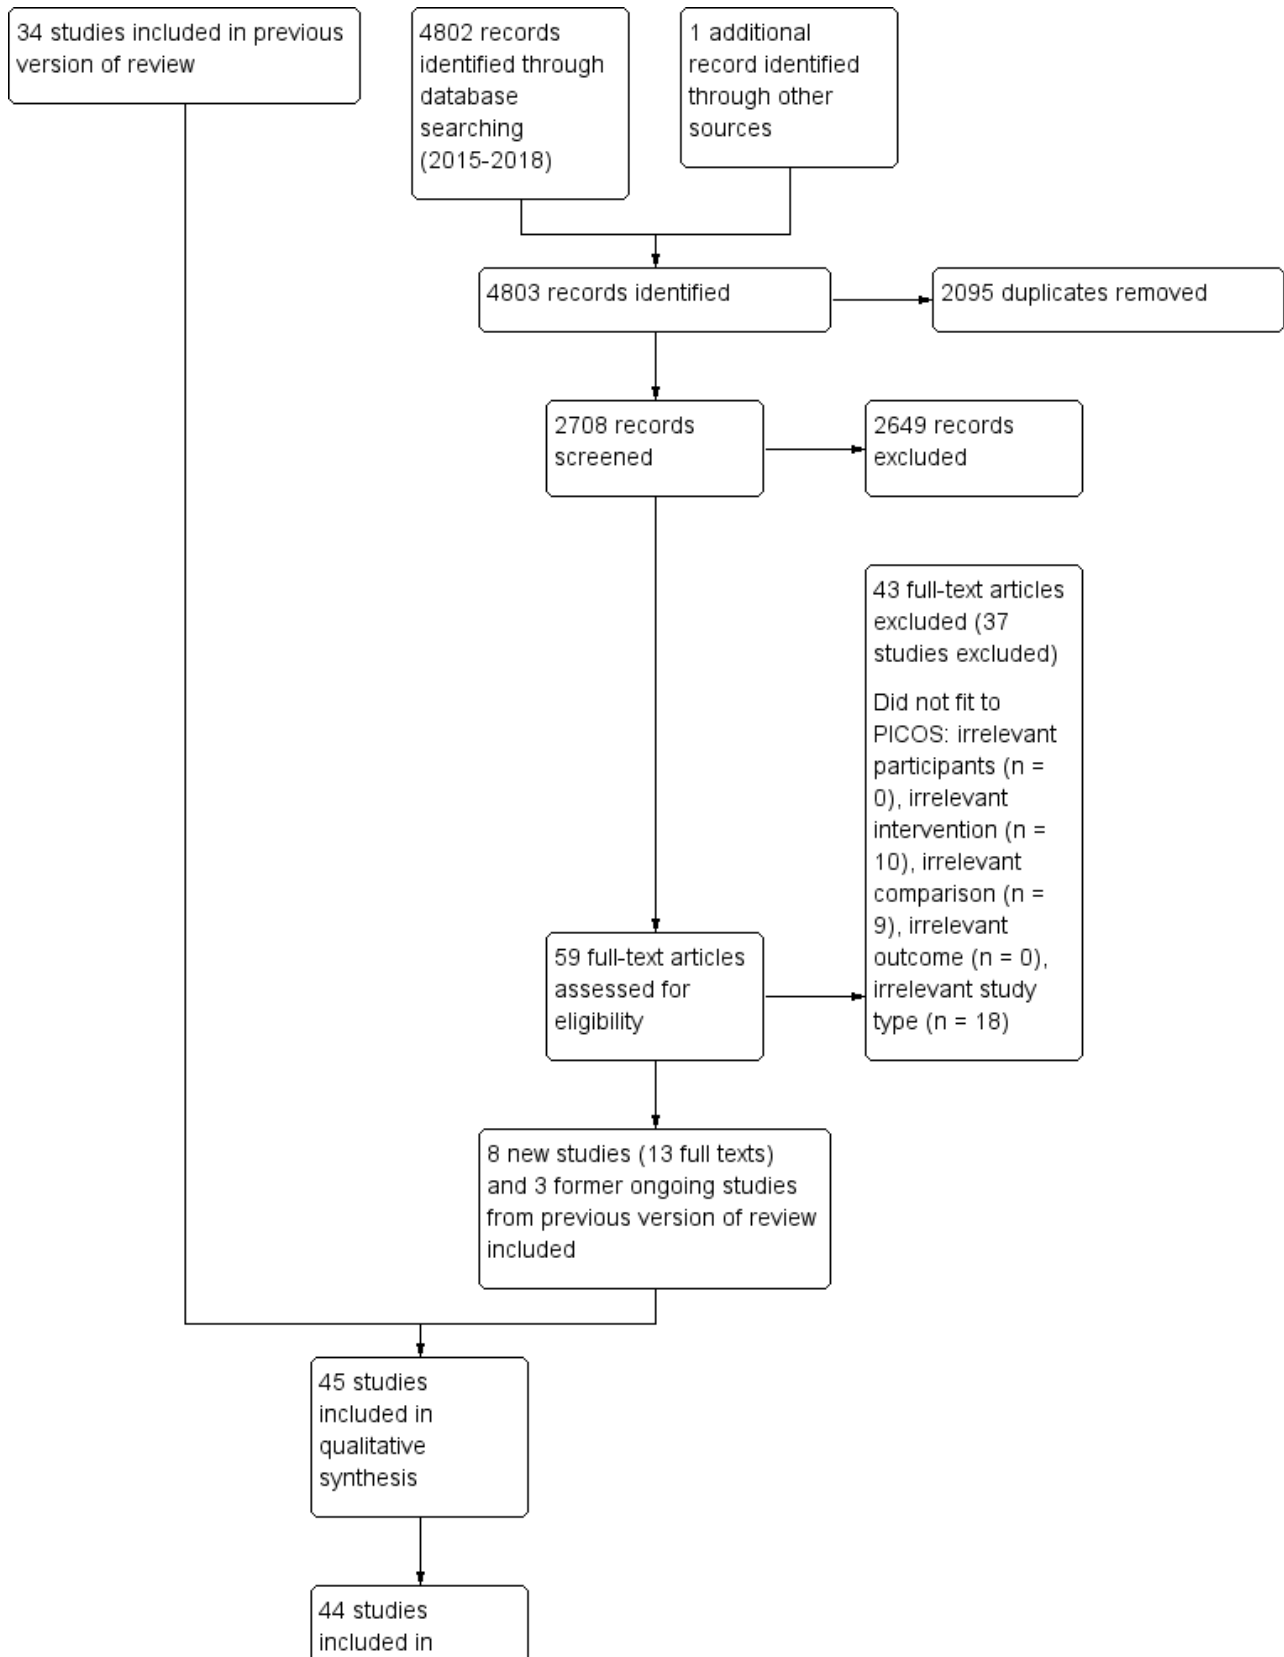 34 studies included in previous
version of review
4802 records
identified through
database
searching
(2015-2018)
1 additional
record identified
through other
sources
4803 records identified
2095 duplicates removed
2708 records
screened
2649 records
excluded
43 full-text articles
excluded (37
studies excluded)
Did not fit to
PICOS: irrelevant
participants (n =
0), irrelevant
intervention (n =
10), irrelevant
comparison (n =
9), irrelevant
outcome (n = 0),
irrelevant study
type (n = 18)
59 full-text articles
assessed for
eligibility
8 new studies (13 full texts)
and 3 former ongoing studies
from previous version of review
included
45 studies
included in
qualitative
synthesis
44 studies
included in